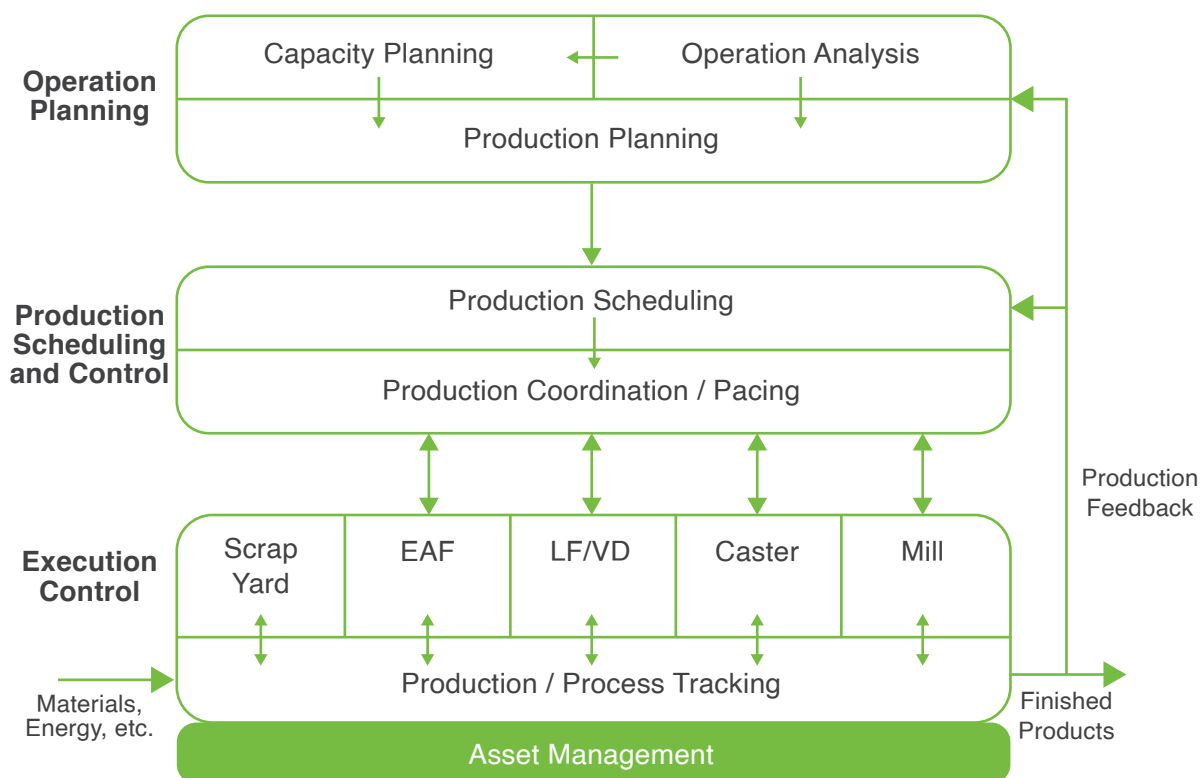 Operation
Planning
Capacity Planning
Operation Analysis
Production Planning
Production
Scheduling
and Control
Production Scheduling
Production Coordination / Pacing
Production
Feedback
Execution
Control
Scrap
Yard
EAF
LF/VD
Caster
Mill
Production / Process Tracking
Materials,
Energy, etc.
Finished
Products
Asset Management